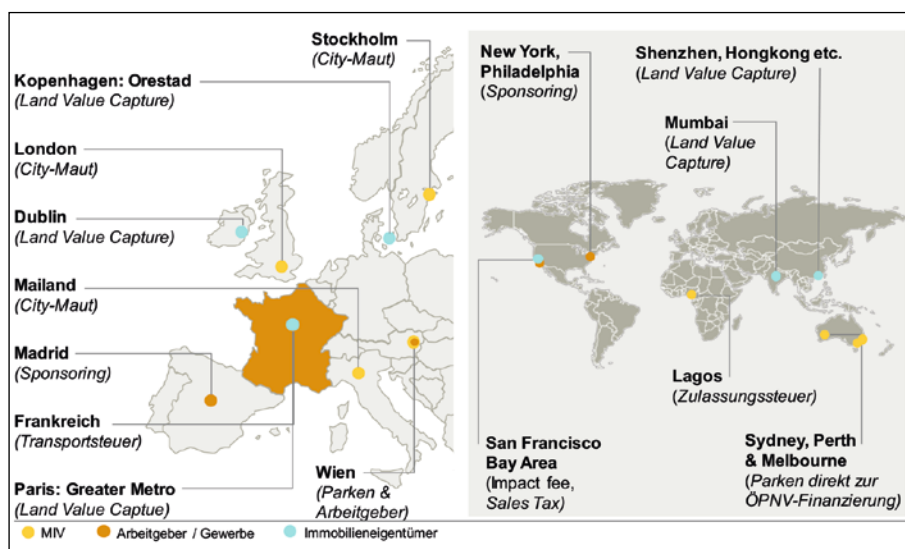 Stockholm
(City-Maut)
Kopenhagen: Orestad
(Land Value Capture)
London
(City-Maut)
Dublin
(Land Value Capture)
Mailand
(City-Maut)
Madrid
(Sponsoring)
Frankreich
(Transportsteuer)
Paris: Greater Metro
(Land Value Captue)
Wien
(Parken &
Arbeitgeber)
New York,
Philadelphia
(Sponsoring)
Shenzhen, Hongkong etc.
(Land Value Capture)
Mumbai
(Land Value
Capture)
Lagos
(Zulassungssteuer)
San Francisco
Bay Area
(Impact fee,
Sales Tax)
Sydney, Perth
& Melbourne
(Parken direkt zur
ÖPNV-Finanzierung)
MIV
Arbeitgeber / Gewerbe
Immobilieneigentümer